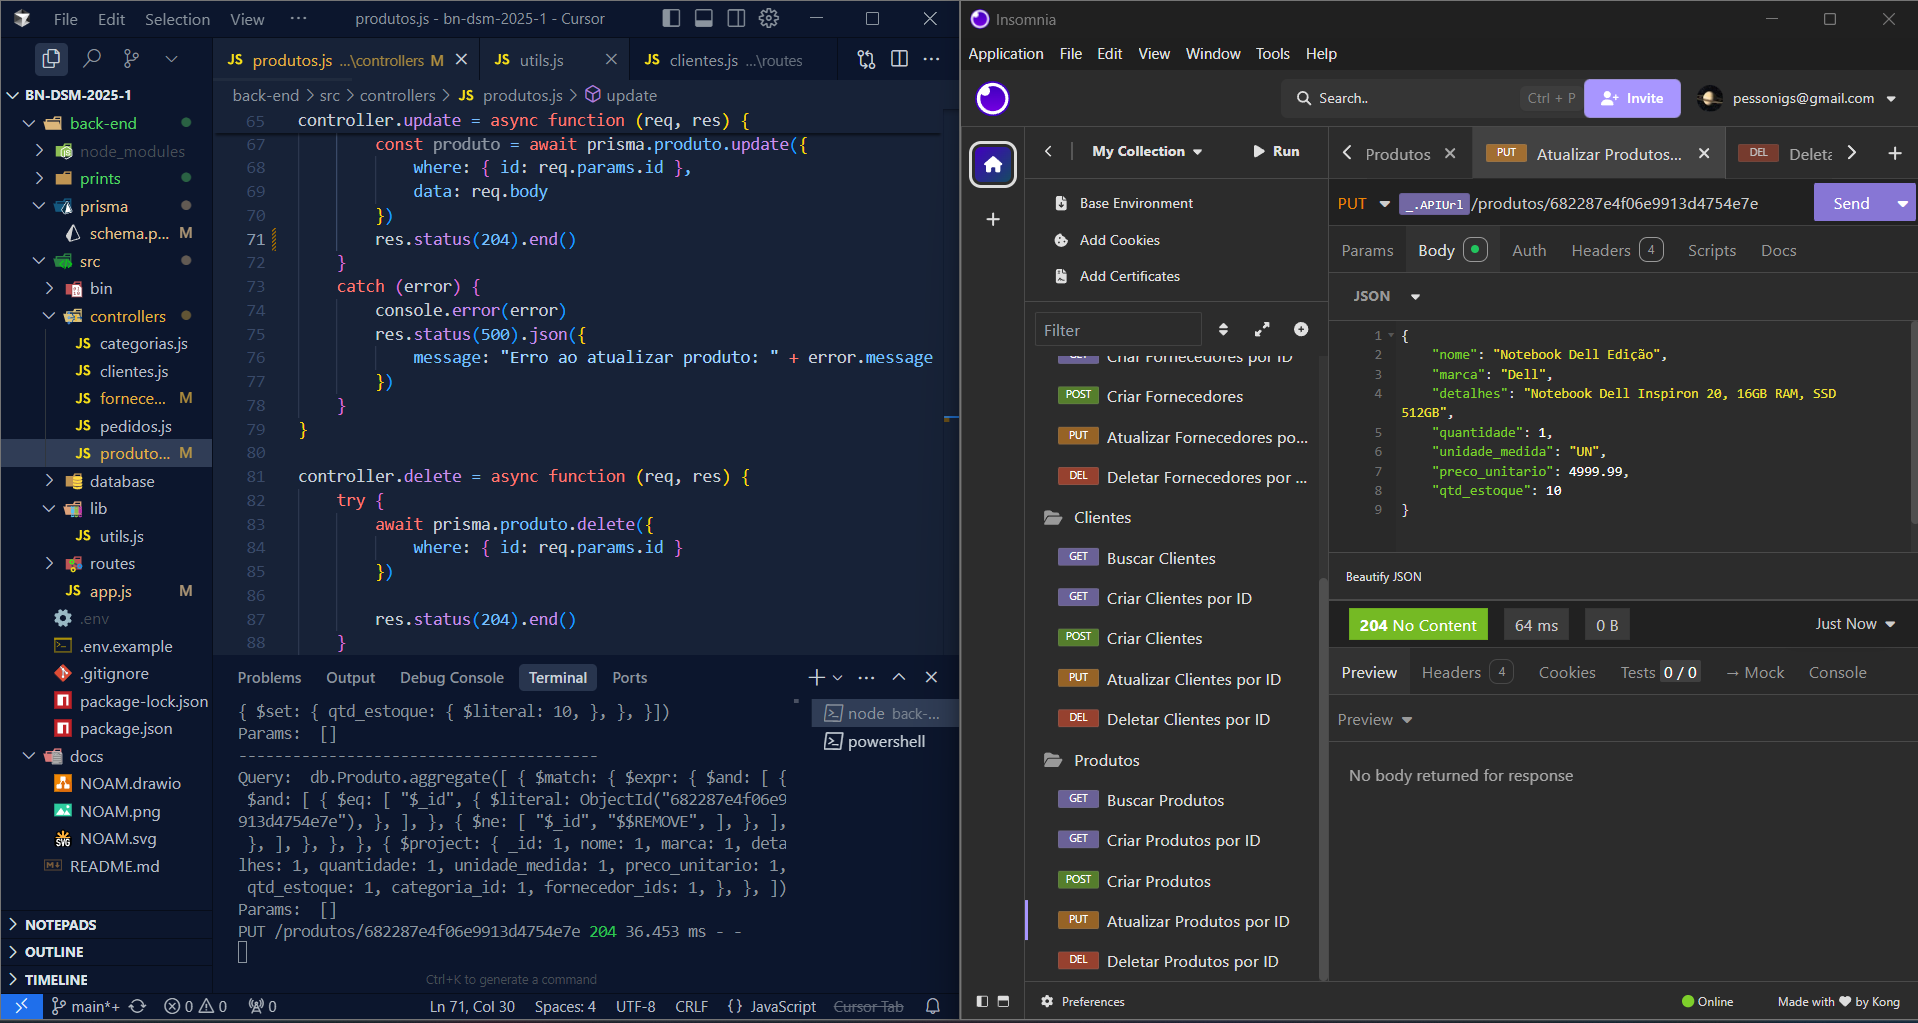 File Edit Selection View ··· produtos.js - bn-dsm-2025-1 - Cursor
BN-DSM-2025-1
back-end
node_modules
prints
prisma
schema.p... M
src
bin
controllers
JS categorias.js
JS clientes.js
JS fornece... M
JS pedidos.js
JS produto... M
database
lib
JS utils.js
routes
JS app.js M
.env
.env.example
.gitignore
package-lock.json
package.json
docs
NOAM.drawio
NOAM.png
NOAM.svg
README.md
NOTEPADS
OUTLINE
TIMELINE
JS produtos.js ...\controllers M
JS utils.js
JS clientes.js ...\routes
back-end > src > controllers > JS produtos.js > update
65 controller.update = async function (req, res) {
67 const produto = await prisma.produto.update({
68 where: { id: req.params.id },
69 data: req.body
70 })
71 res.status(204).end()
72 }
73 catch (error) {
74 console.error(error)
75 res.status(500).json({
76 message: "Erro ao atualizar produto: " + error.message
77 })
78 }
79 }
80
81 controller.delete = async function (req, res) {
82 try {
83 await prisma.produto.delete({
84 where: { id: req.params.id }
85 })
86
87 res.status(204).end()
88 }
Problems Output Debug Console Terminal Ports
{ $set: { qtd_estoque: { $literal: 10, }, }, }])
Params: []
----------------------------------------
Query: db.Produto.aggregate([ { $match: { $expr: { $and: [ {
$and: [ { $eq: [ "$_id", { $literal: ObjectId("682287e4f06e9
913d4754e7e"), }, ], }, { $ne: [ "$_id", "$$REMOVE", ], }, ],
}, ], }, }, }, { $project: { _id: 1, nome: 1, marca: 1, deta
lhes: 1, quantidade: 1, unidade_medida: 1, preco_unitario: 1,
qtd_estoque: 1, categoria_id: 1, fornecedor_ids: 1, }, }, ])
Params: []
PUT /produtos/682287e4f06e9913d4754e7e 204 36.453 ms - -
Ctrl+K to generate a command
node back-...
powershell
main*+ 0 0 0 Ln 71, Col 30 Spaces: 4 UTF-8 CRLF {} JavaScript Cursor Tab
Insomnia
Application File Edit View Window Tools Help
Search.. Ctrl + P
Invite
pessonigs@gmail.com
My Collection Run
Base Environment
Add Cookies
Add Certificates
Filter
GET Criar Fornecedores por ID
POST Criar Fornecedores
PUT Atualizar Fornecedores po...
DEL Deletar Fornecedores por ...
Clientes
GET Buscar Clientes
GET Criar Clientes por ID
POST Criar Clientes
PUT Atualizar Clientes por ID
DEL Deletar Clientes por ID
Produtos
GET Buscar Produtos
GET Criar Produtos por ID
POST Criar Produtos
PUT Atualizar Produtos por ID
DEL Deletar Produtos por ID
Preferences
Produtos
PUT Atualizar Produtos...
DEL Deleta
PUT _.APIUrl /produtos/682287e4f06e9913d4754e7e Send
Params Body Auth Headers 4 Scripts Docs
JSON
1 {
2 "nome": "Notebook Dell Edição",
3 "marca": "Dell",
4 "detalhes": "Notebook Dell Inspiron 20, 16GB RAM, SSD
512GB",
5 "quantidade": 1,
6 "unidade_medida": "UN",
7 "preco_unitario": 4999.99,
8 "qtd_estoque": 10
9 }
Beautify JSON
204 No Content 64 ms 0 B Just Now
Preview Headers 4 Cookies Tests 0 / 0 → Mock Console
Preview
No body returned for response
Online
Made with ♥ by Kong